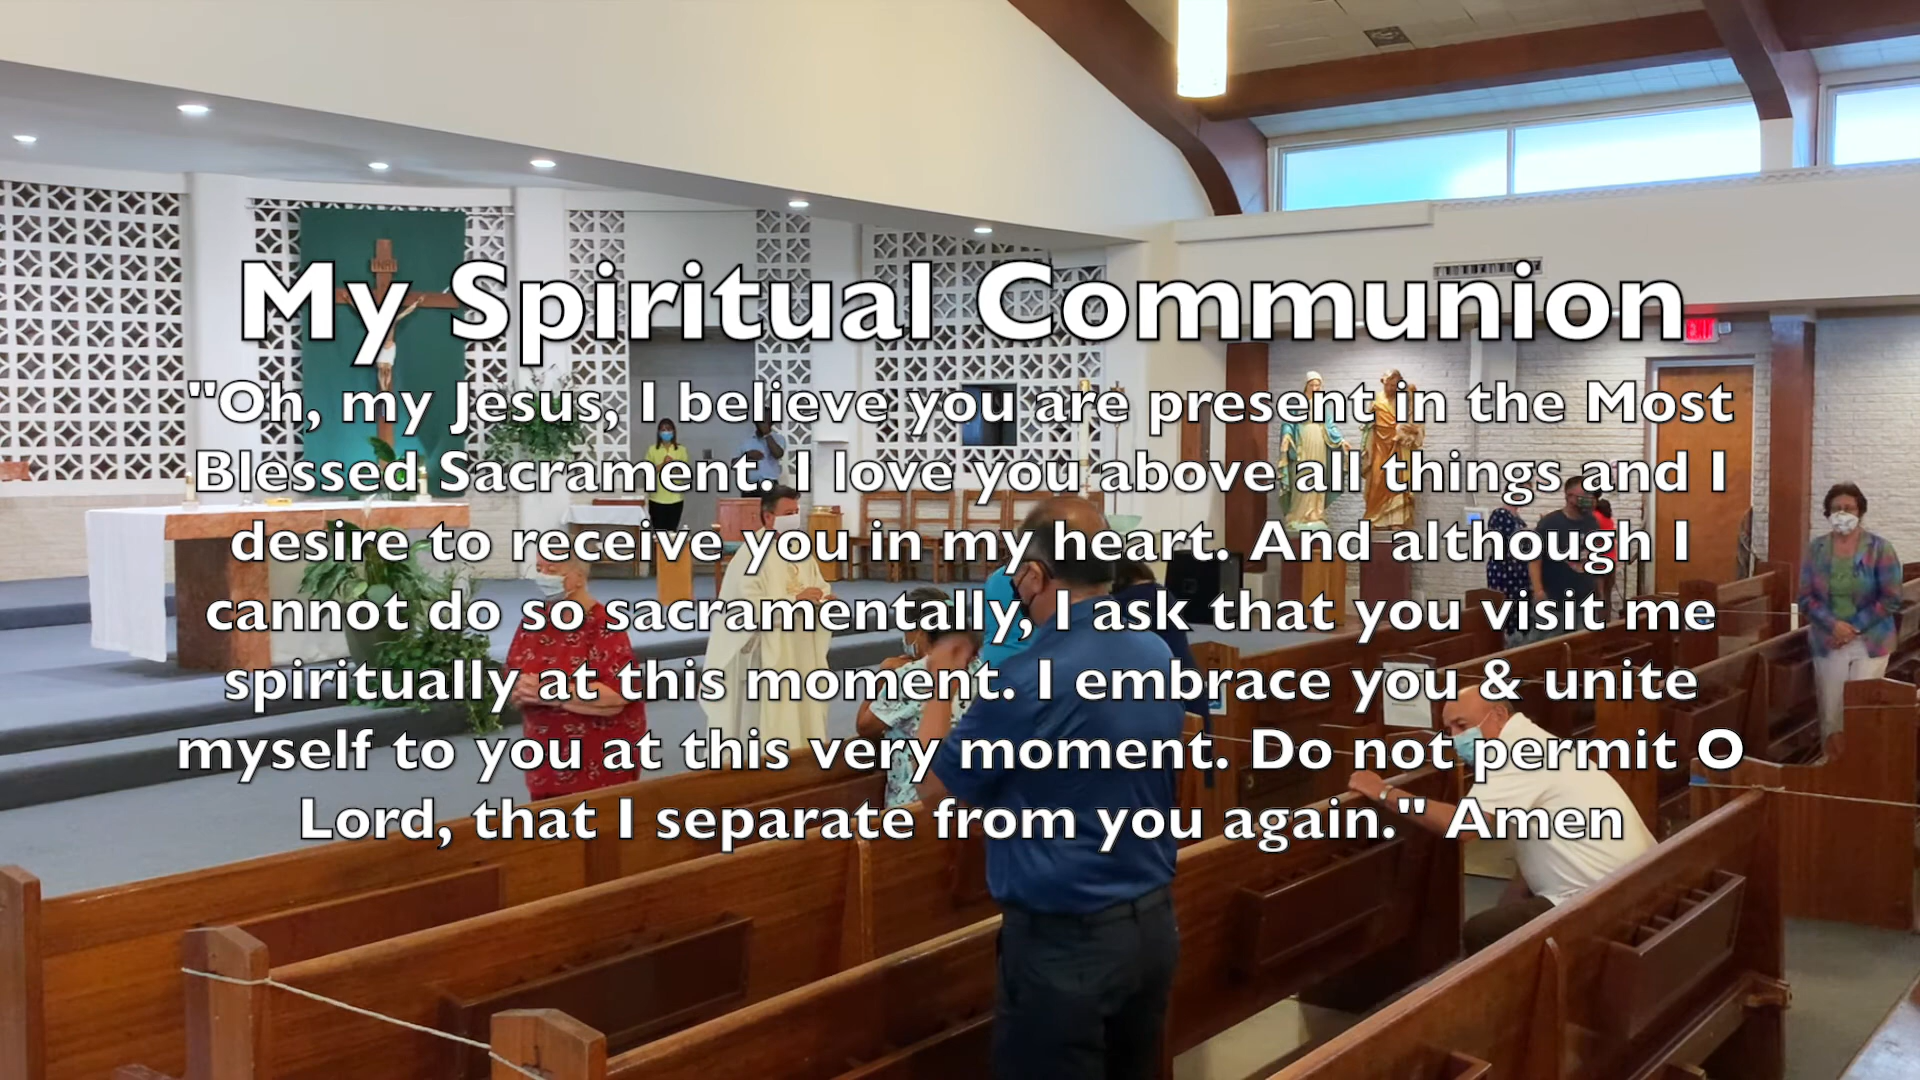 INRI
My Spiritual Communion
"Oh, my Jesus, I believe you are present in the Most
Blessed Sacrament. I love you above all things and I
desire to receive you in my heart. And although I
cannot do so sacramentally, I ask that you visit me
spiritually at this moment. I embrace you & unite
myself to you at this very moment. Do not permit O
Lord, that I separate from you again." Amen